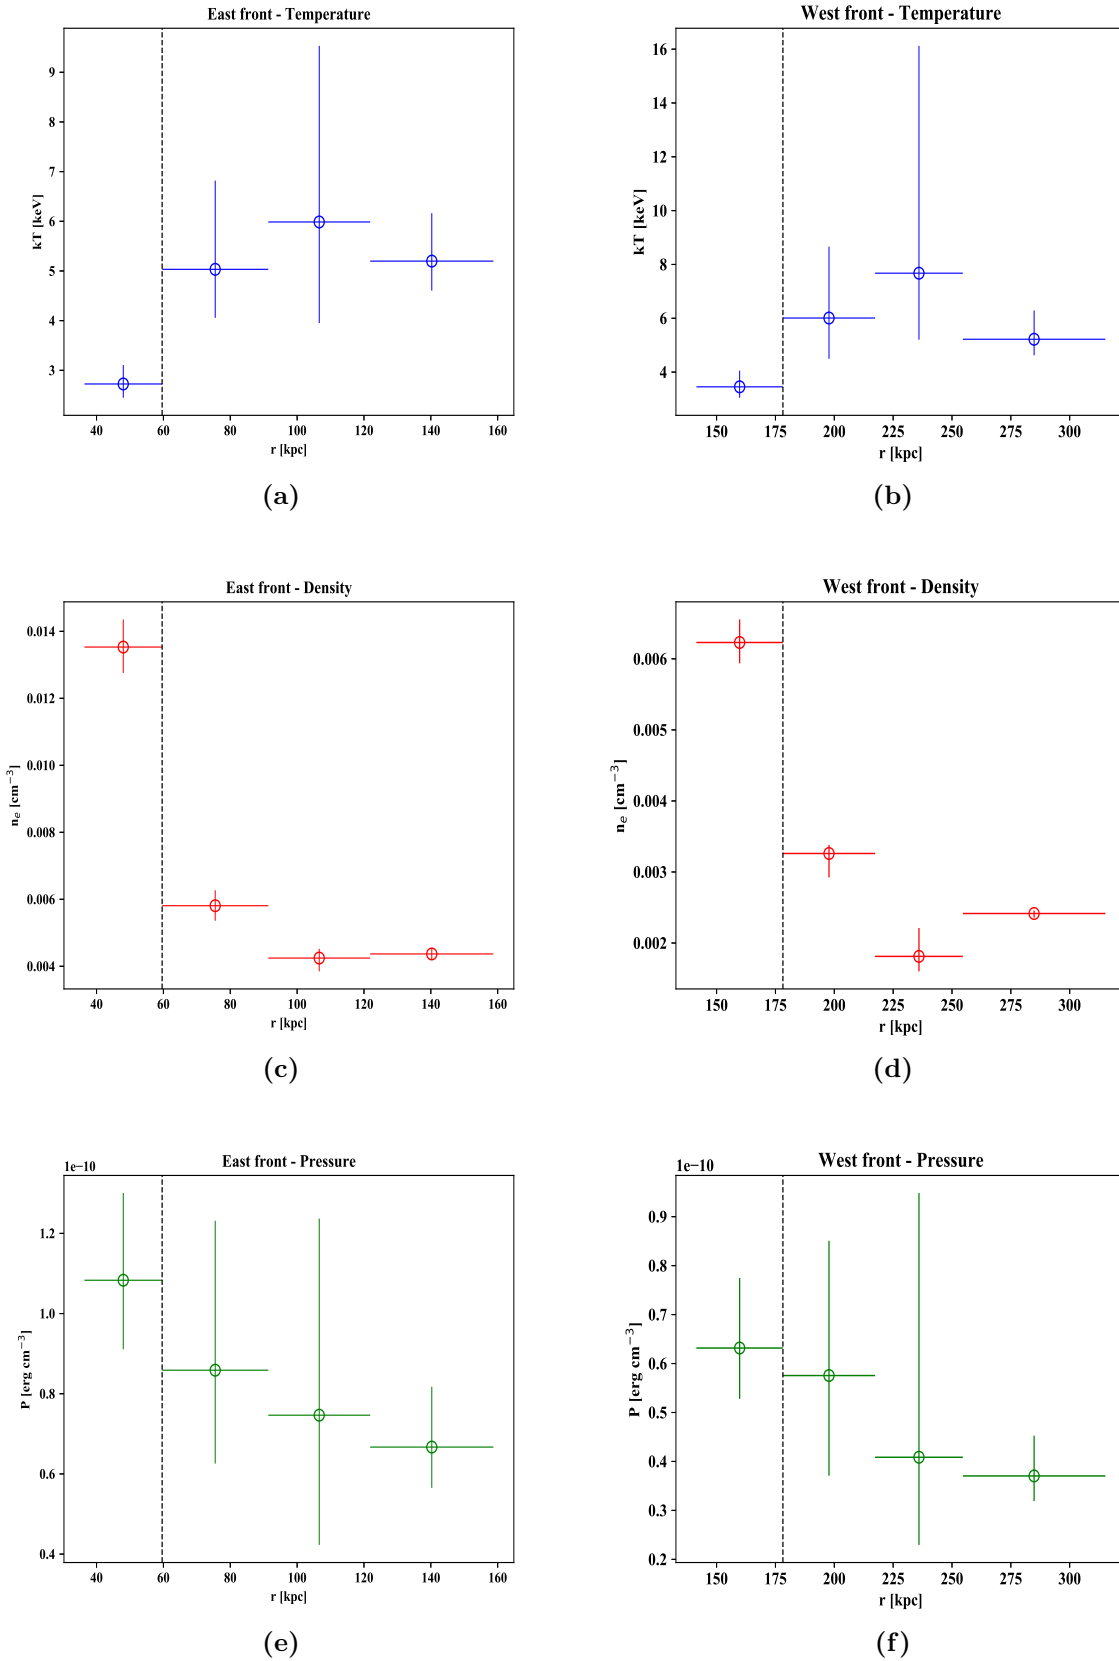 East front - Temperature
kT [keV]
9
8
7
6
5
4
3
40 60 80 100 120 140 160
r [kpc]
(a)
West front - Temperature
kT [keV]
16
14
12
10
8
6
4
150 175 200 225 250 275 300
r [kpc]
(b)
East front - Density
nₑ [cm⁻³]
0.014
0.012
0.010
0.008
0.006
0.004
40 60 80 100 120 140 160
r [kpc]
(c)
West front - Density
nₑ [cm⁻³]
0.006
0.005
0.004
0.003
0.002
150 175 200 225 250 275 300
r [kpc]
(d)
East front - Pressure
1e−10
P [erg cm⁻³]
1.2
1.0
0.8
0.6
0.4
40 60 80 100 120 140 160
r [kpc]
(e)
West front - Pressure
1e−10
P [erg cm⁻³]
0.9
0.8
0.7
0.6
0.5
0.4
0.3
0.2
150 175 200 225 250 275 300
r [kpc]
(f)